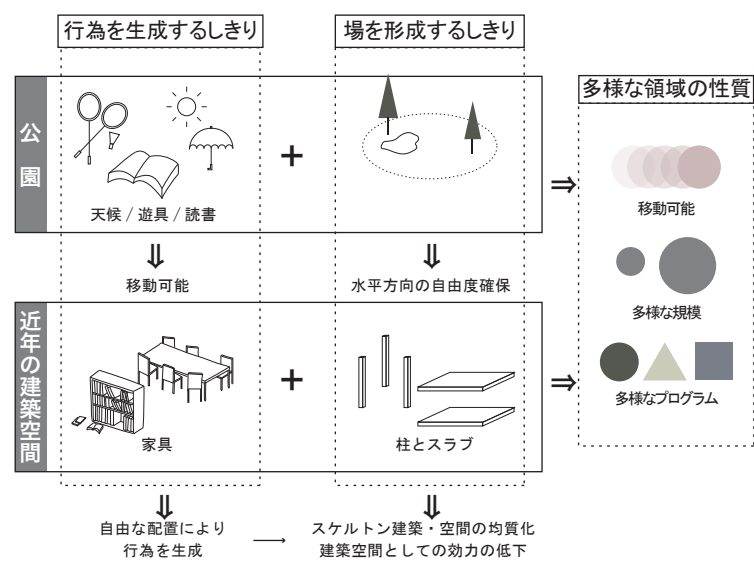 行為を生成するしきり
場を形成するしきり
多様な領域の性質
公園
天候 / 遊具 / 読書
+
⇒
移動可能
⇓
移動可能
⇓
水平方向の自由度確保
多様な規模
近年の建築空間
家具
+
柱とスラブ
⇒
多様なプログラム
⇓
自由な配置により
行為を生成
→
⇓
スケルトン建築・空間の均質化
建築空間としての効力の低下